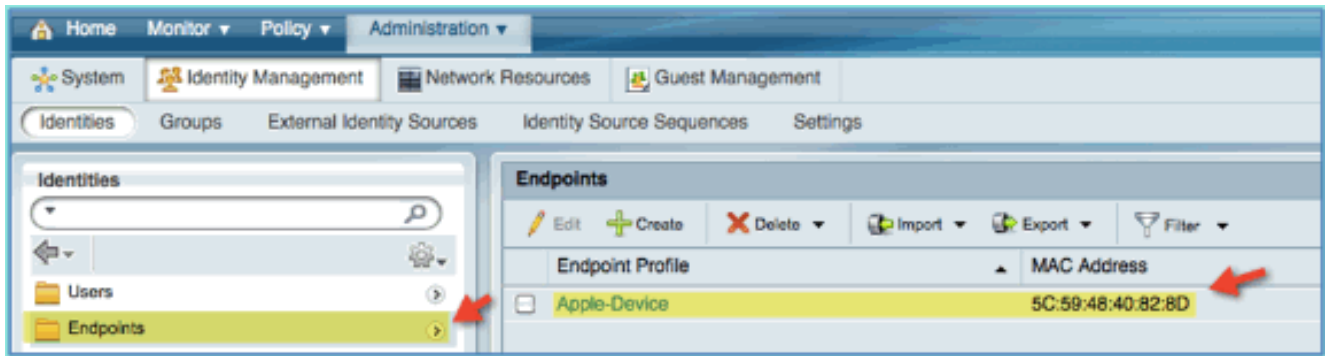 Home Monitor Policy Administration
System Identity Management Network Resources Guest Management
Identities Groups External Identity Sources Identity Source Sequences Settings
Identities
Users
Endpoints
Endpoints
Edit Create Delete Import Export Filter
Endpoint Profile MAC Address
Apple-Device 5C:59:48:40:82:8D